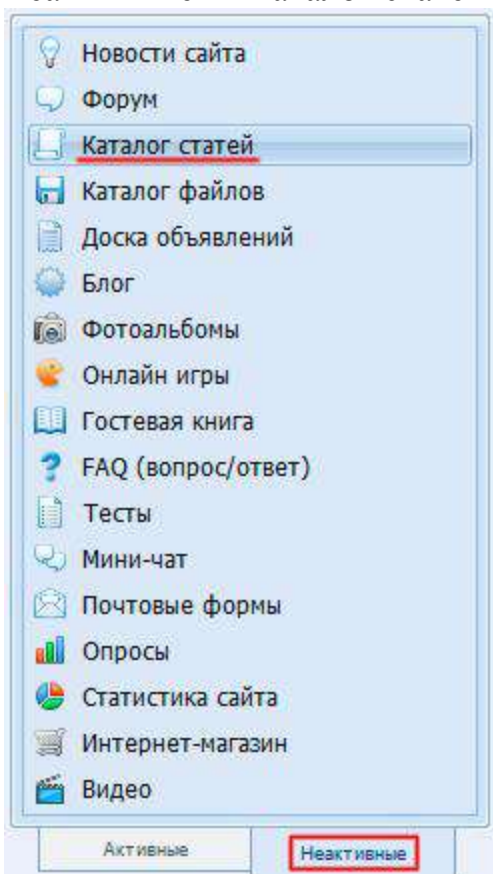 Новости сайта
Форум
Каталог статей
Каталог файлов
Доска объявлений
Блог
Фотоальбомы
Онлайн игры
Гостевая книга
FAQ (вопрос/ответ)
Тесты
Мини-чат
Почтовые формы
Опросы
Статистика сайта
Интернет-магазин
Видео
Активные Неактивные